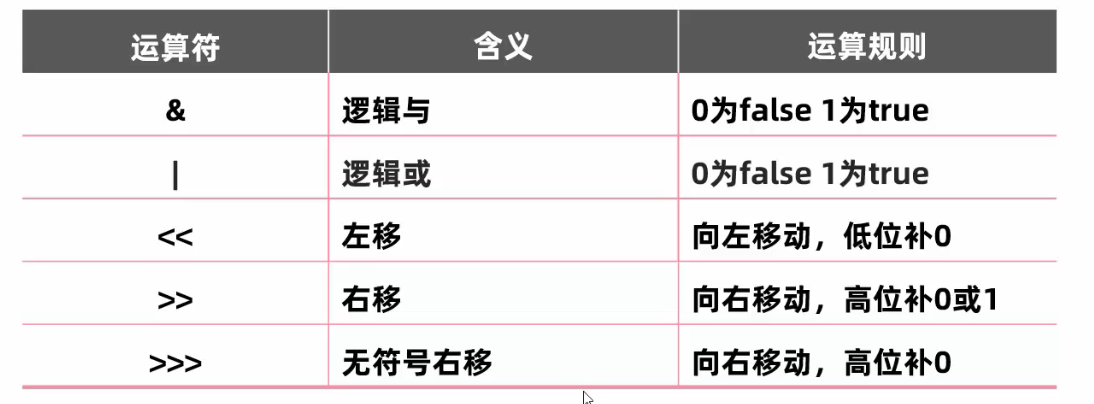 运算符 含义 运算规则
& 逻辑与 0为false 1为true
| 逻辑或 0为false 1为true
<< 左移 向左移动，低位补0
>> 右移 向右移动，高位补0或1
>>> 无符号右移 向右移动，高位补0